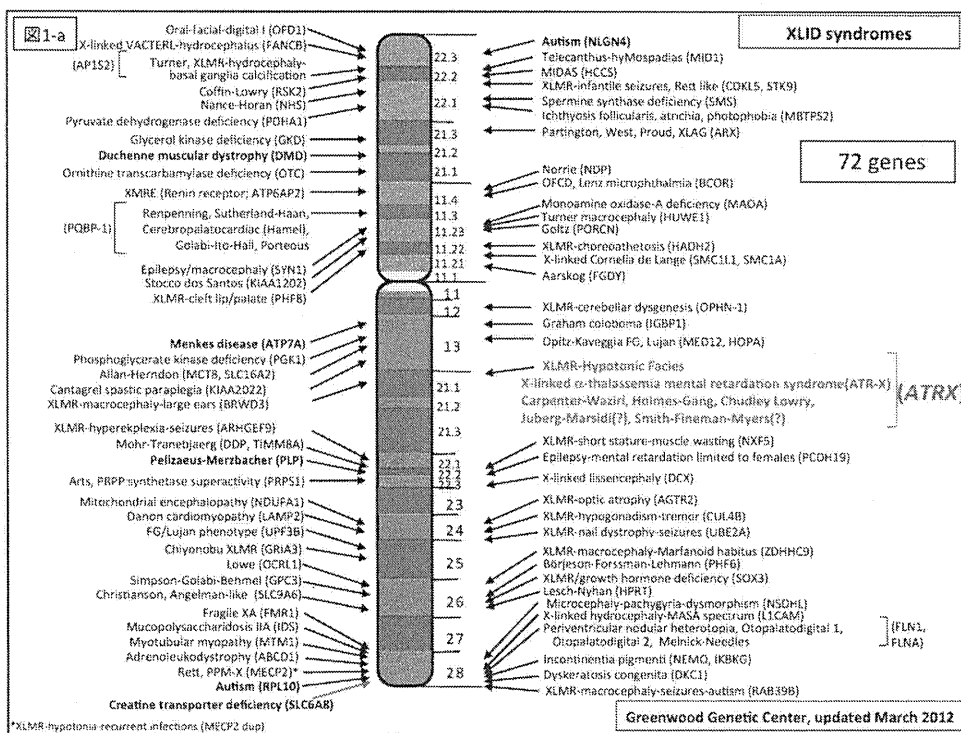 図1-a
XLID syndromes
72 genes
Oral-facial-digital I (OFD1)
X-linked VACTERL-hydrocephalus (FANCB)
(AP1S2)
Turner, XLMR-hydrocephaly-
basal ganglia calcification
Coffin-Lowry (RSK2)
Nance-Horan (NHS)
Pyruvate dehydrogenase deficiency (PDHA1)
Glycerol kinase deficiency (GKD)
Duchenne muscular dystrophy (DMD)
Ornithine transcarbamylase deficiency (OTC)
XMRE (Renin receptor; ATP6AP2)
(PQBP-1)
Renpenning, Sutherland-Haan,
Cerebropalatocardiac (Hamel),
Golabi-Ito-Hall, Porteous
Epilepsy/macrocephaly (SYN1)
Stocco dos Santos (KIAA1202)
XLMR-cleft lip/palate (PHF8)
Menkes disease (ATP7A)
Phosphoglycerate kinase deficiency (PGK1)
Allan-Herndon (MCT8, SLC16A2)
Cantagrel spastic paraplegia (KIAA2022)
XLMR-macrocephaly-large ears (BRWD3)
XLMR-hyperekplexia-seizures (ARHGEF9)
Mohr-Tranebjaerg (DDP, TIMM8A)
Pelizaeus-Merzbacher (PLP)
Arts, PRPP synthetase superactivity (PRPS1)
Mitochondrial encephalopathy (NDUFA1)
Danon cardiomyopathy (LAMP2)
FG/Lujan phenotype (UPF3B)
Chiyonobu XLMR (GRIA3)
Lowe (OCRL1)
Simpson-Golabi-Behmel (GPC3)
Christianson, Angelman-like (SLC9A6)
Fragile XA (FMR1)
Mucopolysaccharidosis IIA (IDS)
Myotubular myopathy (MTM1)
Adrenoleukodystrophy (ABCD1)
Rett, PPM-X (MECP2)*
Autism (RPL10)
Creatine transporter deficiency (SLC6A8)
*XLMR-hypotonia-recurrent infections (MECP2 dup)
22.3
22.2
22.1
21.3
21.2
21.1
11.4
11.3
11.23
11.22
11.21
11.1
11
12
13
21.1
21.2
21.3
22.1
22.2
22.3
23
24
25
26
27
28
Autism (NLGN4)
Telecanthus-hyMospadias (MID1)
MIDAS (HCCS)
XLMR-infantile seizures, Rett like (CDKL5, STK9)
Spermine synthase deficiency (SMS)
Ichthyosis follicularis, atrichia, photophobia (MBTPS2)
Partington, West, Proud, XLAG (ARX)
Norrie (NDP)
OFCD, Lenz microphthalmia (BCOR)
Monoamine oxidase-A deficiency (MAOA)
Turner macrocephaly (HUWE1)
Goltz (PORCN)
XLMR-choreoathetosis (HADH2)
X-linked Cornelia de Lange (SMC1L1, SMC1A)
Aarskog (FGDY)
XLMR-cerebellar dysgenesis (OPHN-1)
Graham coloboma (IGBP1)
Opitz-Kaveggia FG, Lujan (MED12, HOPA)
XLMR-Hypotonic Facies
X-linked α-thalassemia mental retardation syndrome(ATR-X)
Carpenter-Waziri, Holmes-Gang, Chudley Lowry,
Juberg-Marsidi(?), Smith-Fineman-Myers(?)
(ATRX)
XLMR-short stature-muscle wasting (NXF5)
Epilepsy-mental retardation limited to females (PCDH19)
X-linked lissencephaly (DCX)
XLMR-optic atrophy (AGTR2)
XLMR-hypogonadism-tremor (CUL4B)
XLMR-nail dystrophy-seizures (UBE2A)
XLMR-macrocephaly-Marfanoid habitus (ZDHHC9)
Börjeson-Forssman-Lehmann (PHF6)
XLMR/growth hormone deficiency (SOX3)
Lesch-Nyhan (HPRT)
Microcephaly-pachygyria-dysmorphism (NSDHL)
X-linked hydrocephaly-MASA spectrum (L1CAM)
Periventricular nodular heterotopia, Otopalatodigital 1,
Otopalatodigital 2, Melnick-Needles
(FLN1,
FLNA)
Incontinentia pigmenti (NEMO, IKBKG)
Dyskeratosis congenita (DKC1)
XLMR-macrocephaly-seizures-autism (RAB39B)
Greenwood Genetic Center, updated March 2012